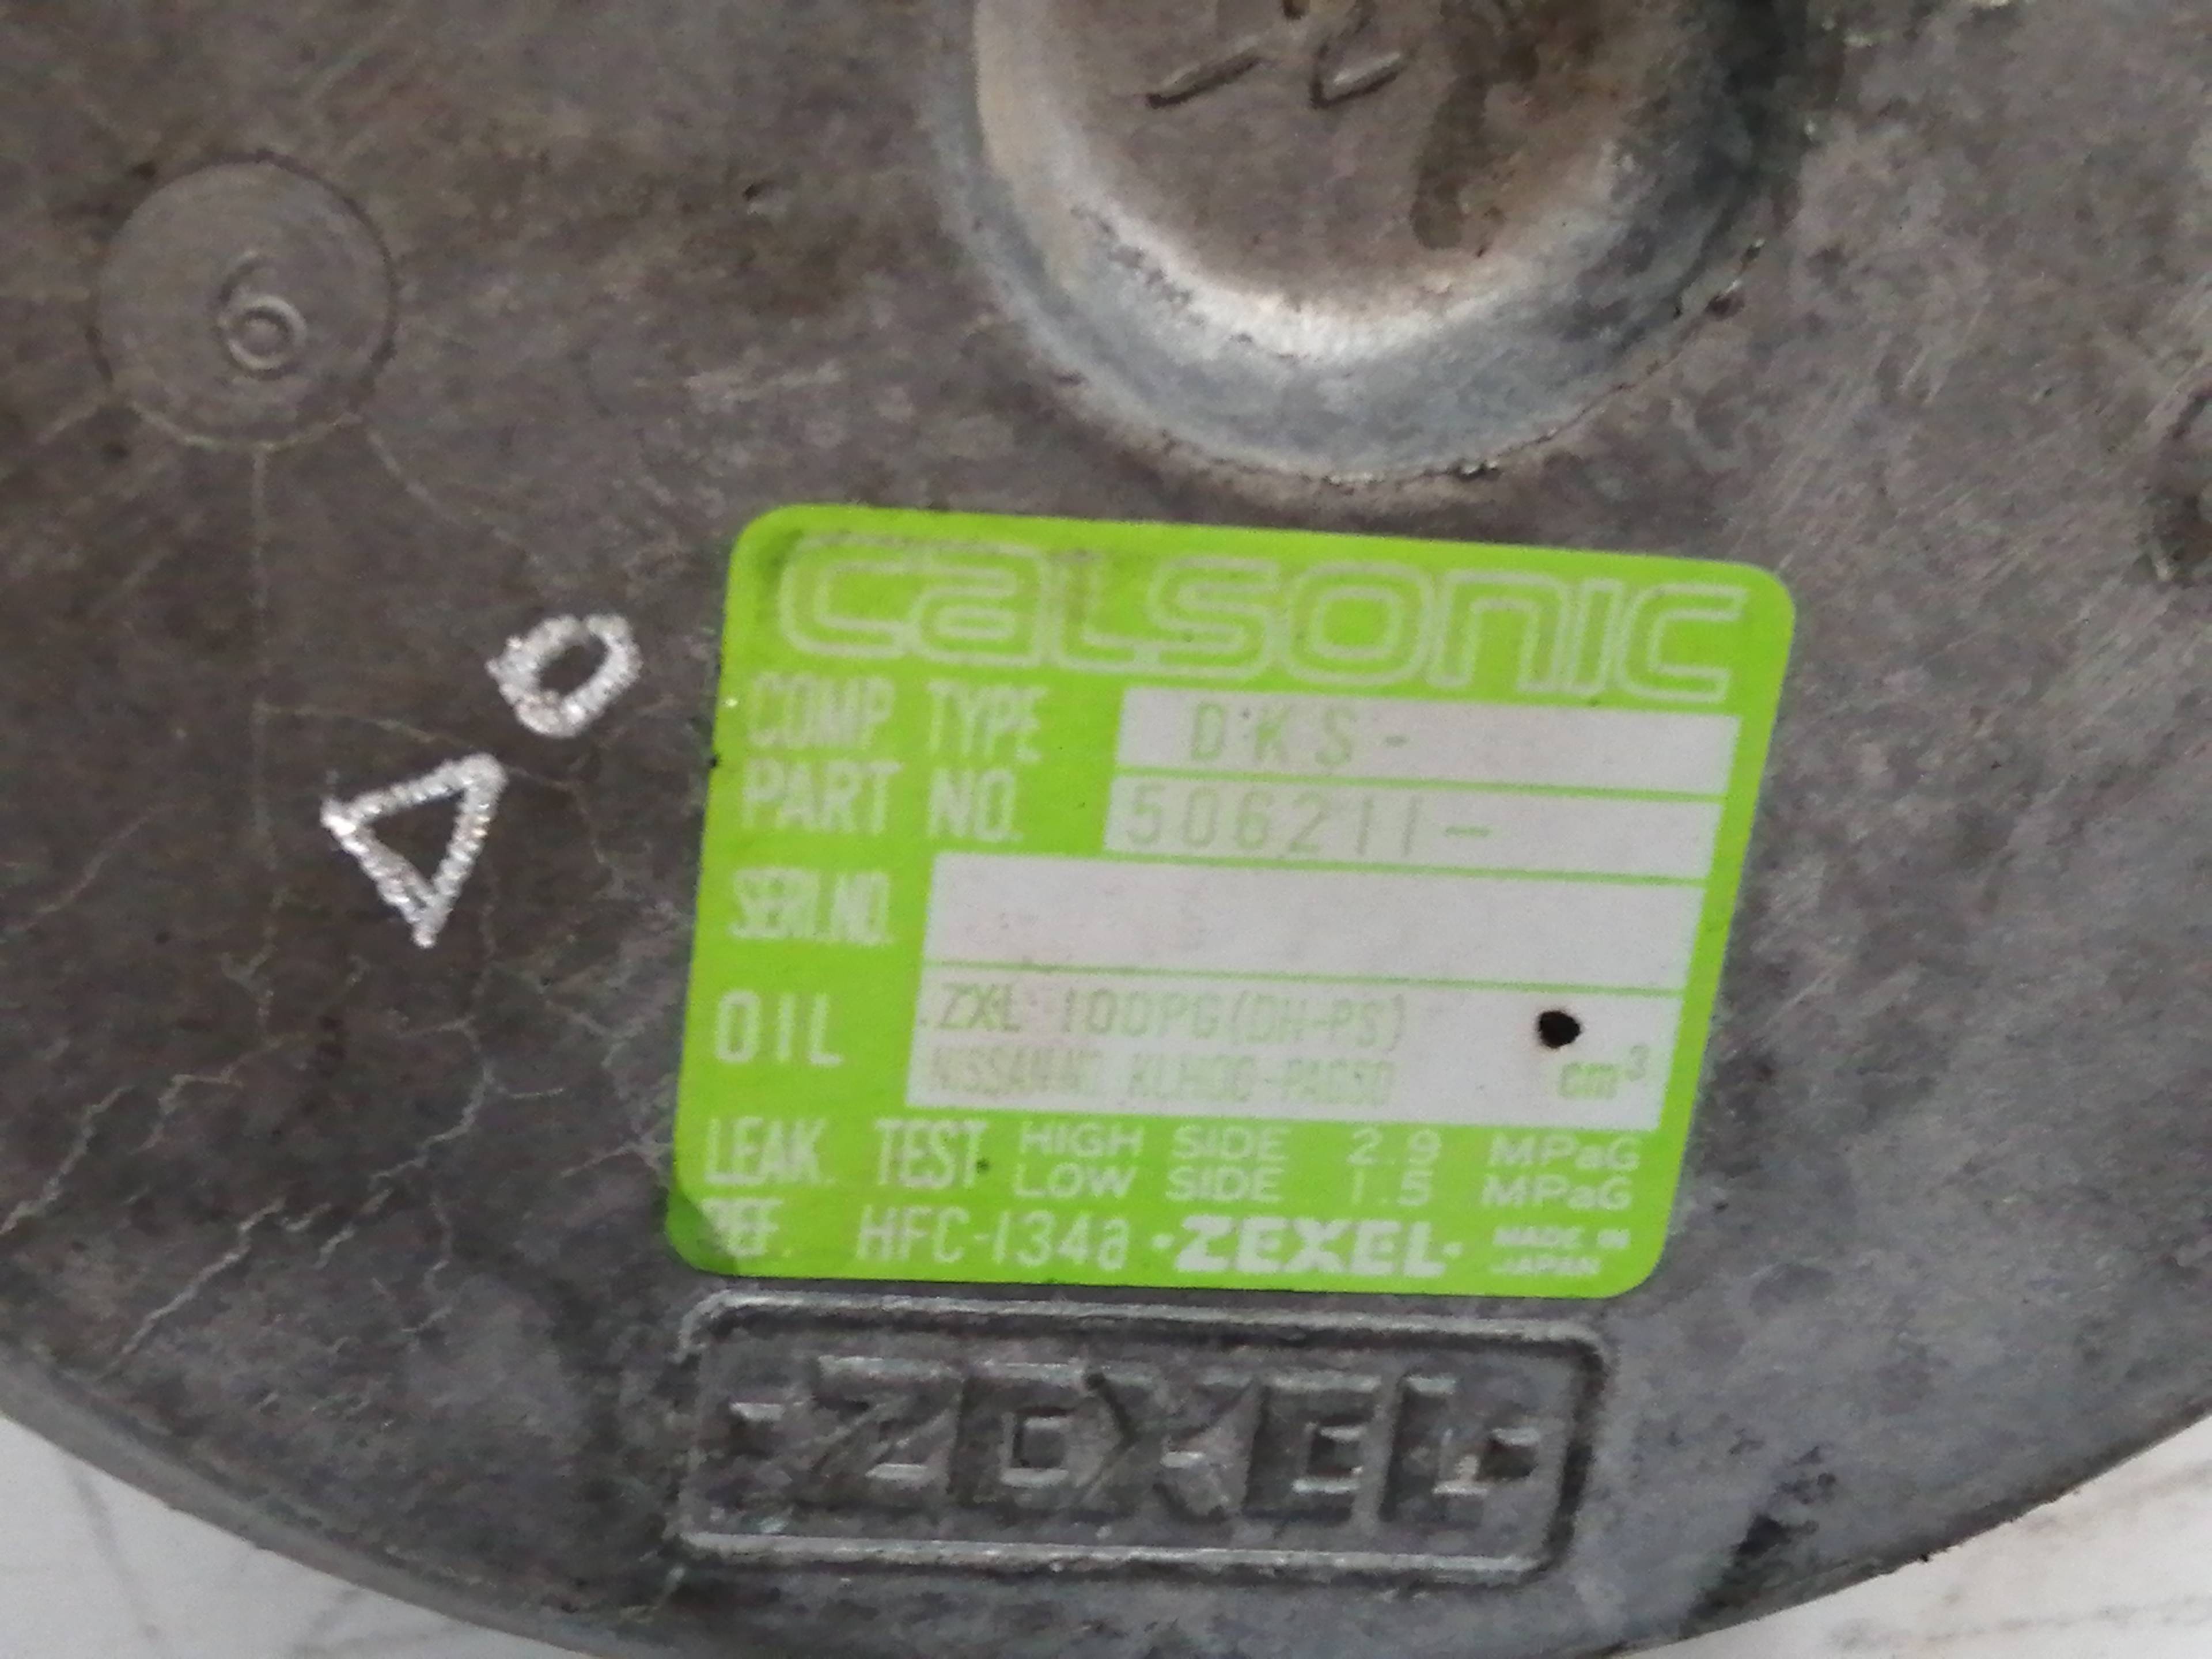 calsonic
COMP TYPE DKS-
PART NO. 506211-
SERI.NO.
OIL ZXL 100PG(DH-PS)
cm³
LEAK. TEST HIGH SIDE 2.9 MPaG
LOW SIDE 1.5 MPaG
REF. HFC-134a ·ZEXEL· MADE IN
JAPAN
·ZEXEL·